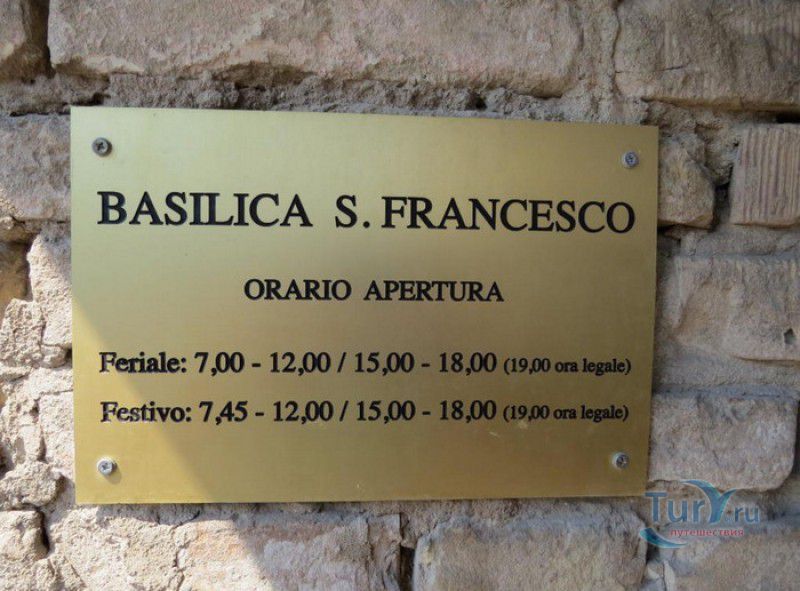 BASILICA S. FRANCESCO
ORARIO APERTURA
Feriale: 7,00 - 12,00 / 15,00 - 18,00 (19,00 ora legale)
Festivo: 7,45 - 12,00 / 15,00 - 18,00 (19,00 ora legale)
TurY.ru
путешествия